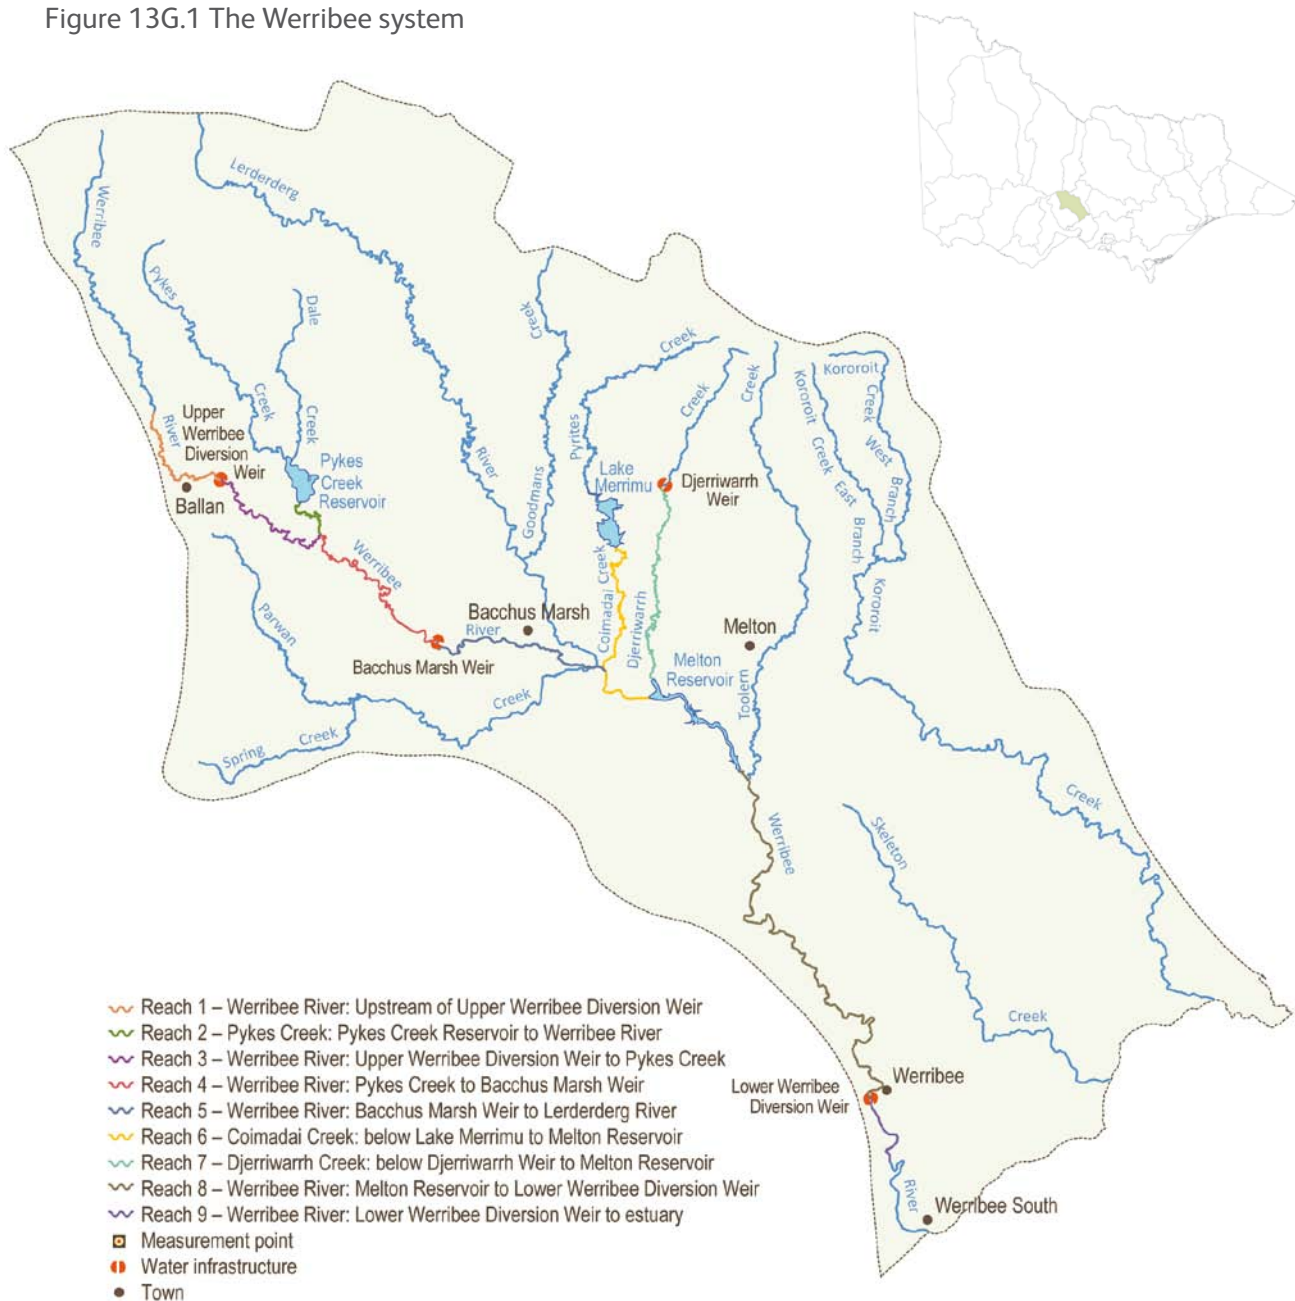 Figure 13G.1 The Werribee system
Werribee
Lerderderg
Pykes
Dale
Creek
Creek
Creek
Kororoit
Creek
Creek
Kororoit
Creek
Creek
Creek
River
Upper
Werribee
Diversion
Weir
Pykes
Creek
Reservoir
River
Goodmans
Pyrites
Lake
Merrimu
Djerriwarrh
Weir
Creek
West
Branch
East
Branch
Ballan
Werribee
Parwan
Bacchus Marsh
River
Bacchus Marsh Weir
Coimadai Creek
Djerriwarrh
Melton
Melton
Reservoir
Toolern
Kororoit
Creek
Spring
Creek
Creek
Werribee
Skeleton
Creek
Reach 1 – Werribee River: Upstream of Upper Werribee Diversion Weir
Reach 2 – Pykes Creek: Pykes Creek Reservoir to Werribee River
Reach 3 – Werribee River: Upper Werribee Diversion Weir to Pykes Creek
Reach 4 – Werribee River: Pykes Creek to Bacchus Marsh Weir
Reach 5 – Werribee River: Bacchus Marsh Weir to Lerderderg River
Reach 6 – Coimadai Creek: below Lake Merrimu to Melton Reservoir
Reach 7 – Djerriwarrh Creek: below Djerriwarrh Weir to Melton Reservoir
Reach 8 – Werribee River: Melton Reservoir to Lower Werribee Diversion Weir
Reach 9 – Werribee River: Lower Werribee Diversion Weir to estuary
Measurement point
Water infrastructure
Town
Lower Werribee
Diversion Weir
Werribee
River
Werribee South